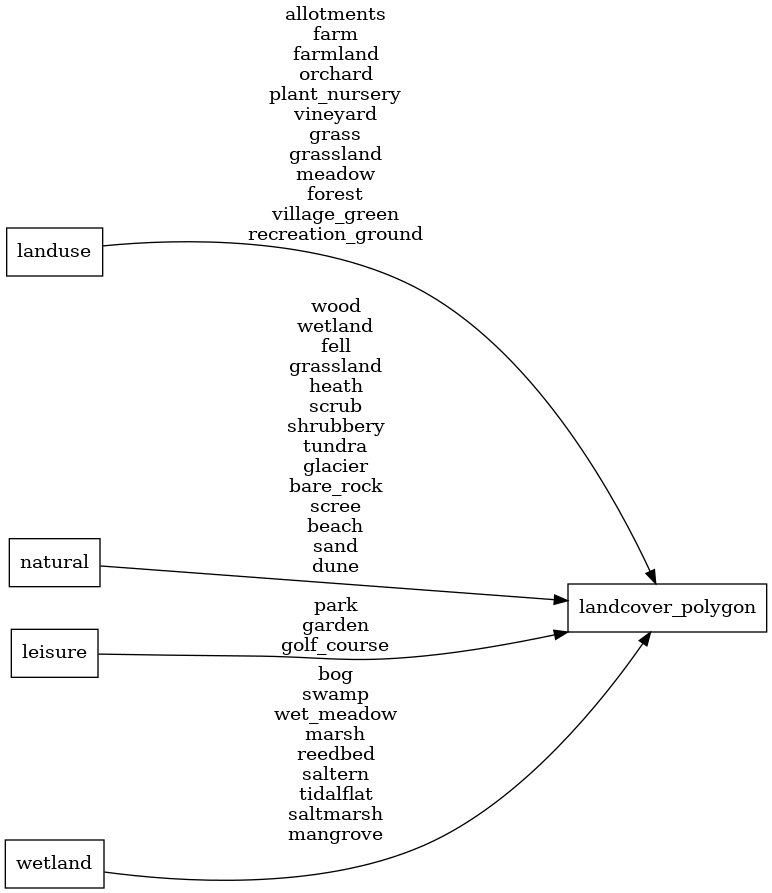 allotments
farm
farmland
orchard
plant_nursery
vineyard
grass
grassland
meadow
forest
village_green
recreation_ground
landuse
wood
wetland
fell
grassland
heath
scrub
shrubbery
tundra
glacier
bare_rock
scree
beach
sand
dune
natural
landcover_polygon
park
garden
golf_course
leisure
bog
swamp
wet_meadow
marsh
reedbed
saltern
tidalflat
saltmarsh
mangrove
wetland